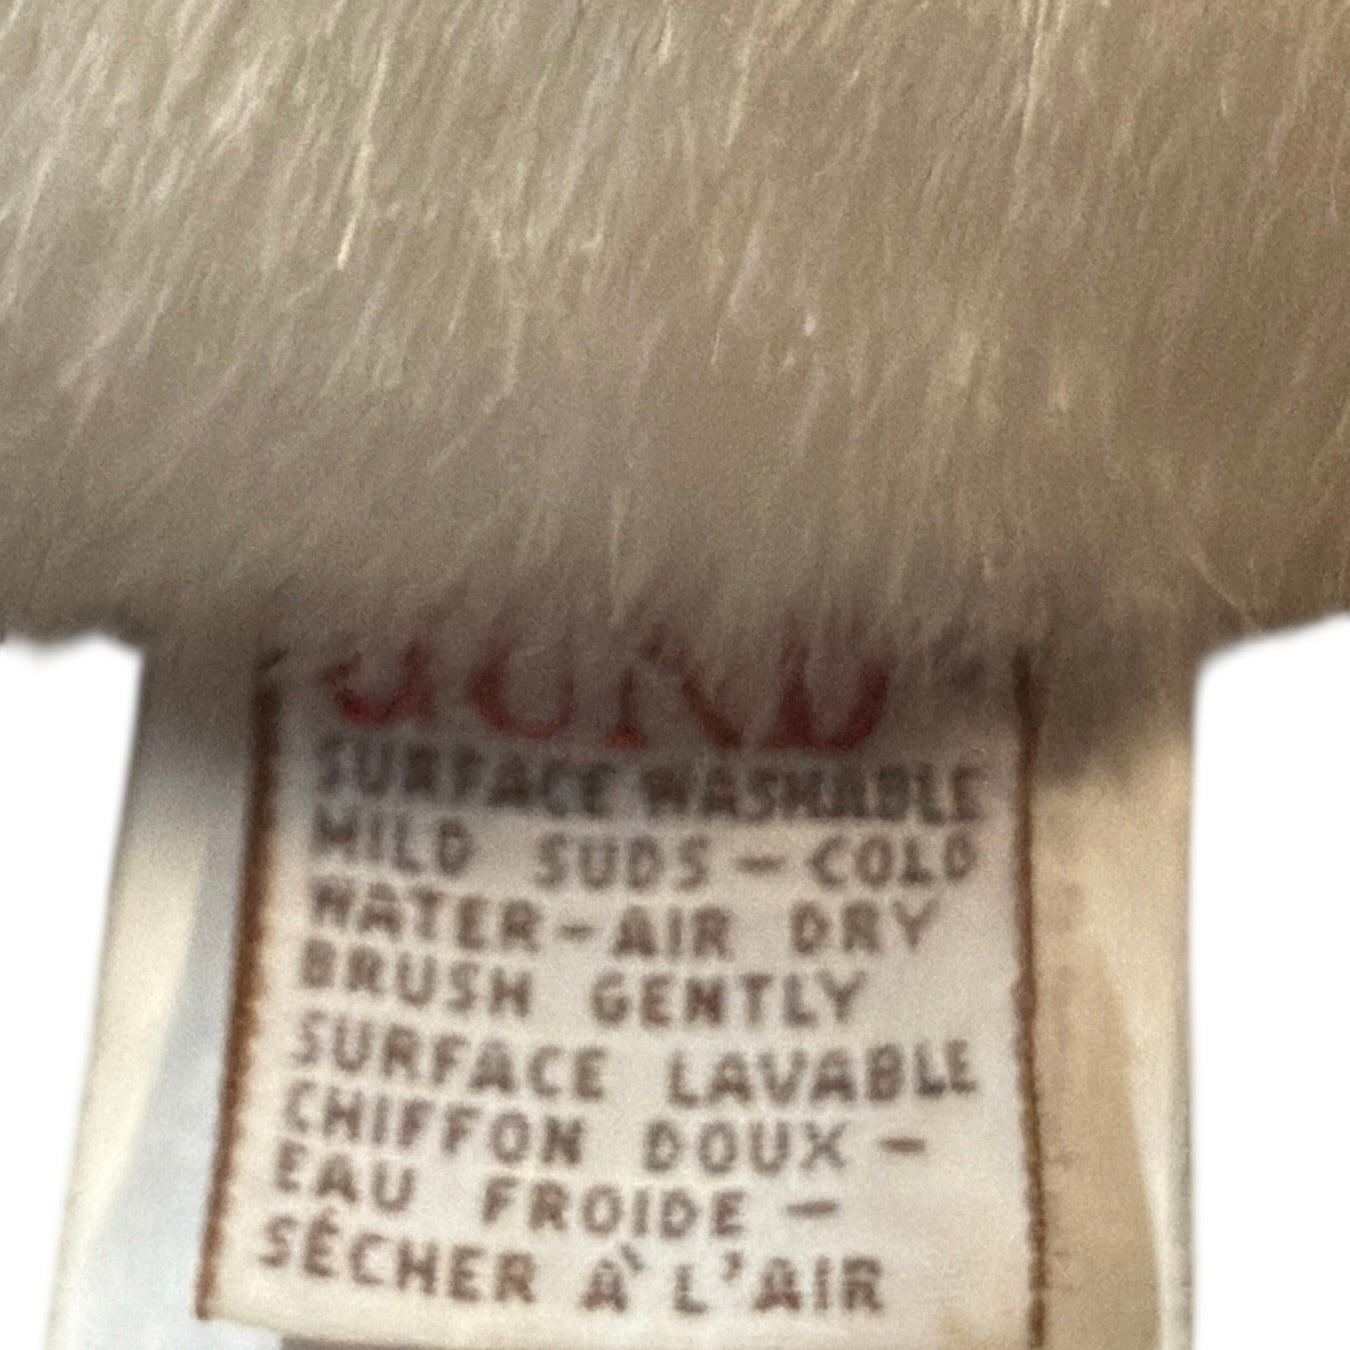 SURFACE WASHABLE
MILD SUDS – COLD
WATER – AIR DRY
BRUSH GENTLY
SURFACE LAVABLE
CHIFFON DOUX –
EAU FROIDE –
SÉCHER À L'AIR